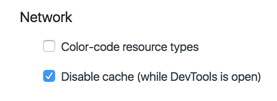 Network
Color-code resource types
Disable cache (while DevTools is open)